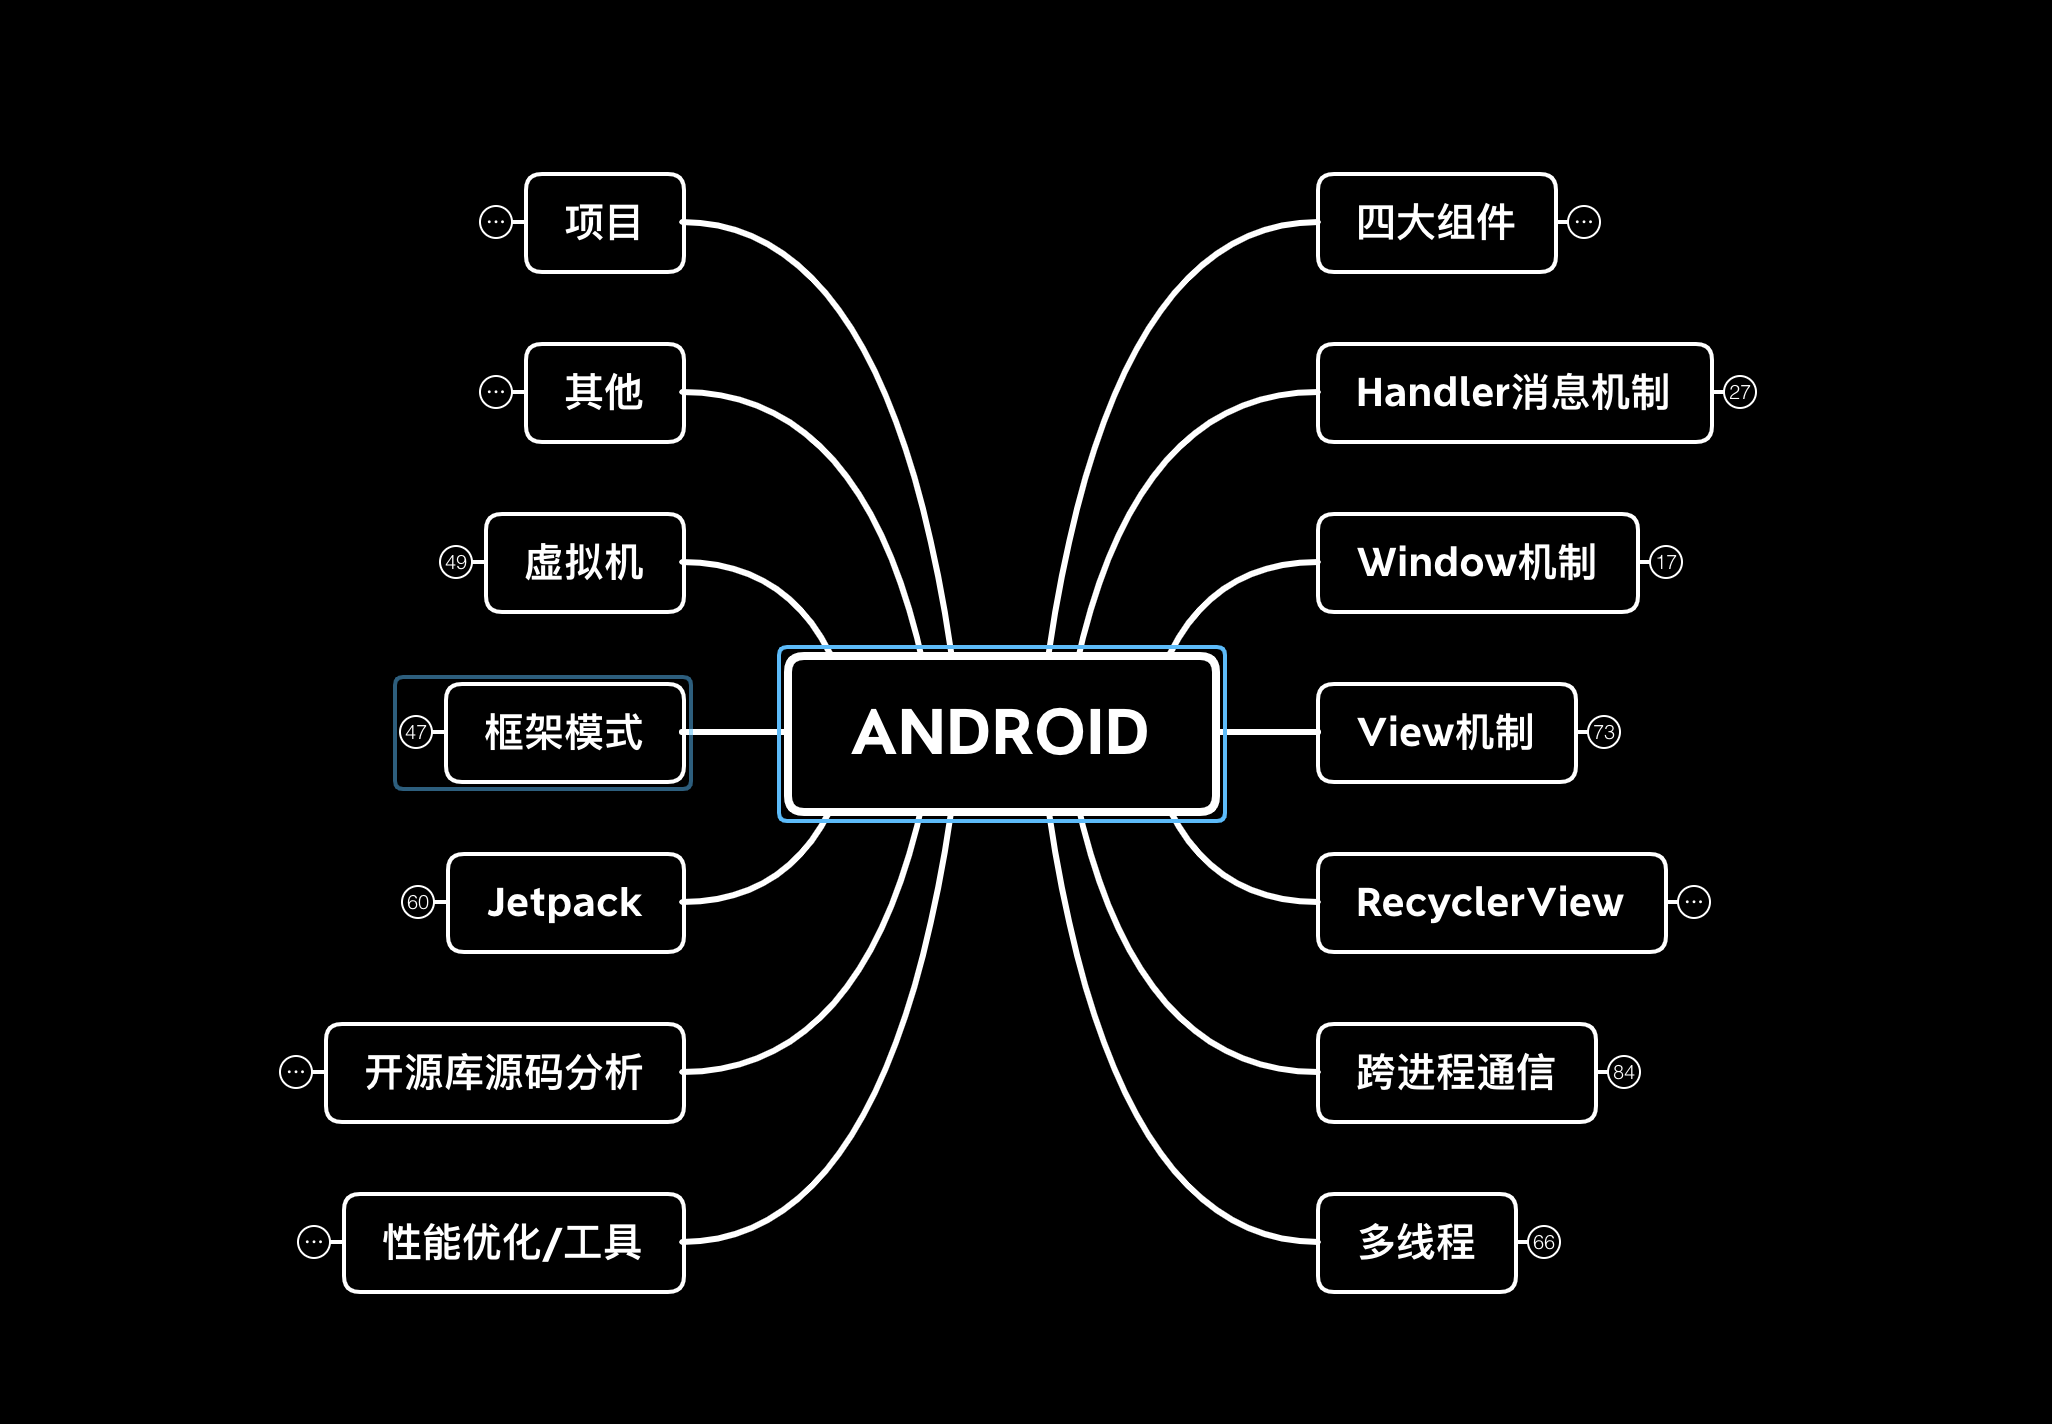 项目
其他
49
虚拟机
47
框架模式
60
Jetpack
开源库源码分析
性能优化/工具
ANDROID
四大组件
Handler消息机制
27
Window机制
17
View机制
73
RecyclerView
跨进程通信
84
多线程
66